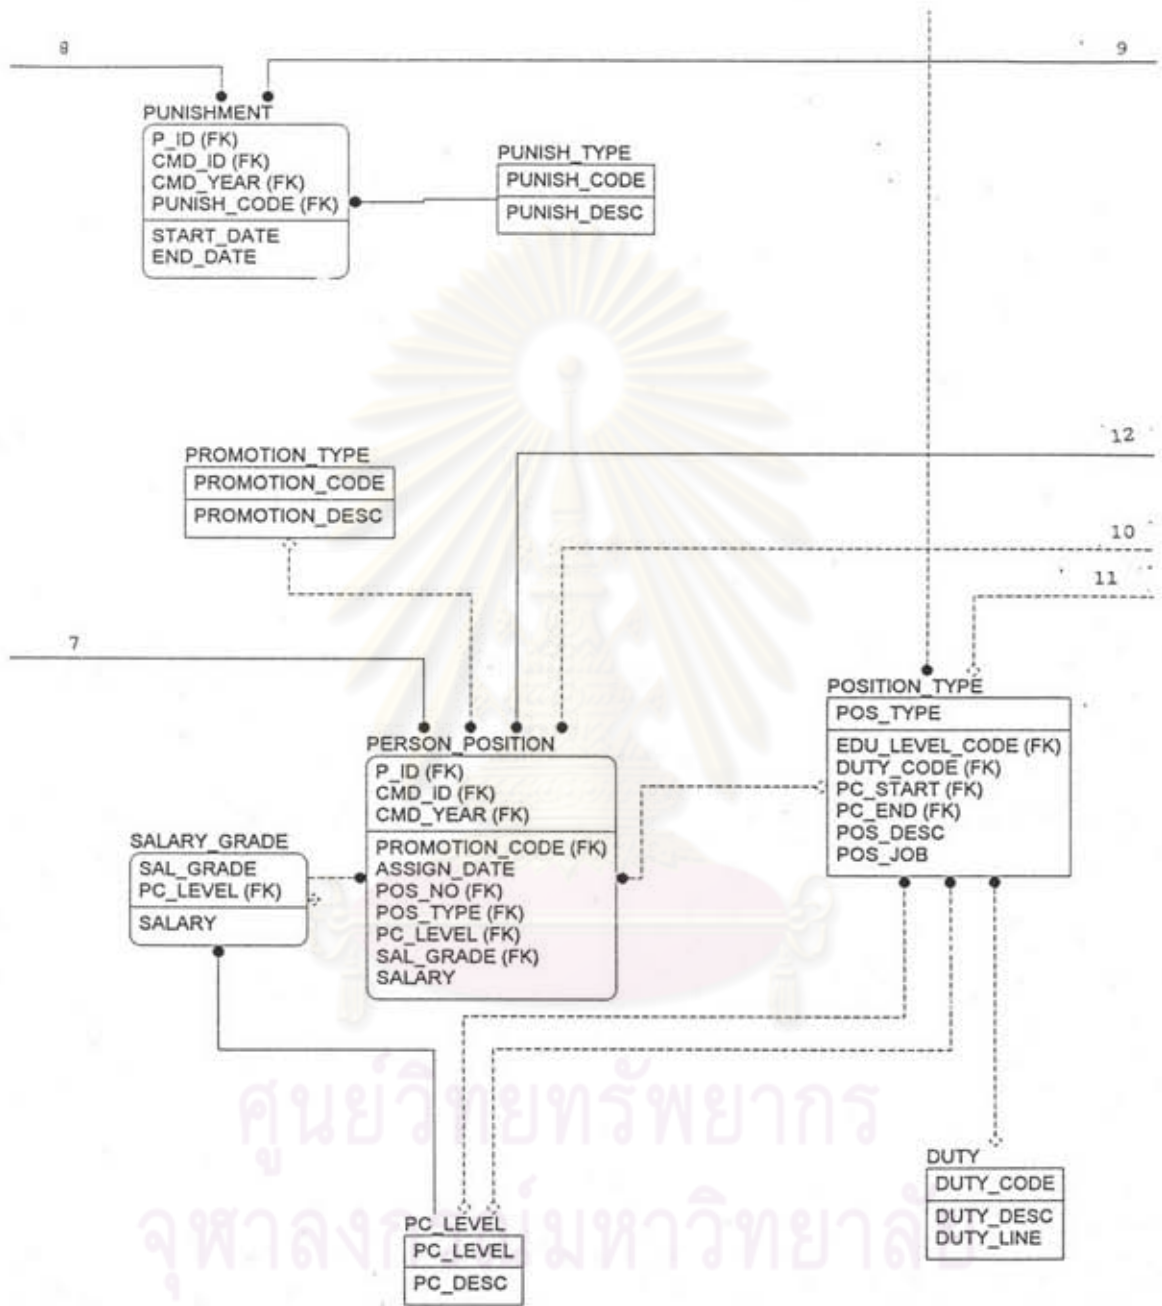 8
9
PUNISHMENT
P_ID (FK)
CMD_ID (FK)
CMD_YEAR (FK)
PUNISH_CODE (FK)
START_DATE
END_DATE
PUNISH_TYPE
PUNISH_CODE
PUNISH_DESC
12
PROMOTION_TYPE
PROMOTION_CODE
PROMOTION_DESC
10
11
7
POSITION_TYPE
POS_TYPE
EDU_LEVEL_CODE (FK)
DUTY_CODE (FK)
PC_START (FK)
PC_END (FK)
POS_DESC
POS_JOB
PERSON_POSITION
P_ID (FK)
CMD_ID (FK)
CMD_YEAR (FK)
PROMOTION_CODE (FK)
ASSIGN_DATE
POS_NO (FK)
POS_TYPE (FK)
PC_LEVEL (FK)
SAL_GRADE (FK)
SALARY
SALARY_GRADE
SAL_GRADE
PC_LEVEL (FK)
SALARY
ศูนย์วิทยทรัพยากร
จุฬาลงกรณ์มหาวิทยาลัย
DUTY
DUTY_CODE
DUTY_DESC
DUTY_LINE
PC_LEVEL
PC_LEVEL
PC_DESC